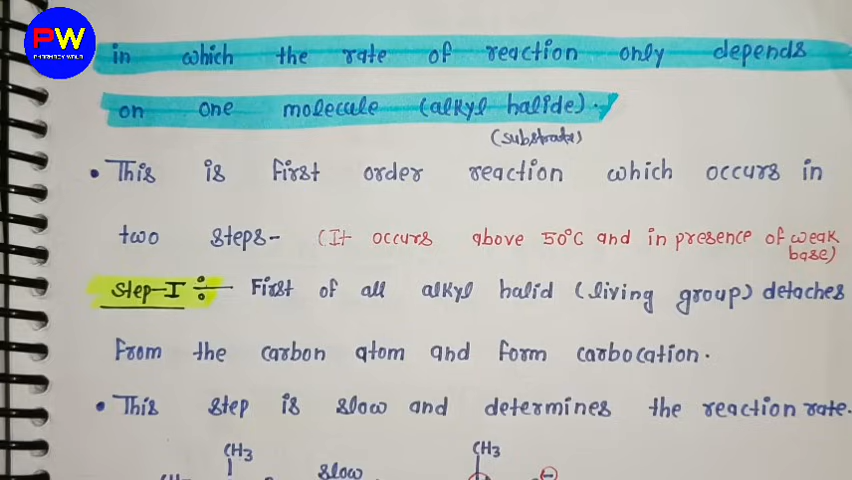 PW
PHARMACY WORLD
in which the rate of reaction only depends
on one molecule (alkyl halide).
(substrate)
• This is first order reaction which occurs in
two steps- (It occurs above 50°C and in presence of weak
base)
Step-I :- First of all alkyl halid (living group) detaches
from the carbon atom and form carbocation.
• This step is slow and determines the reaction rate.
CH3 CH3
slow